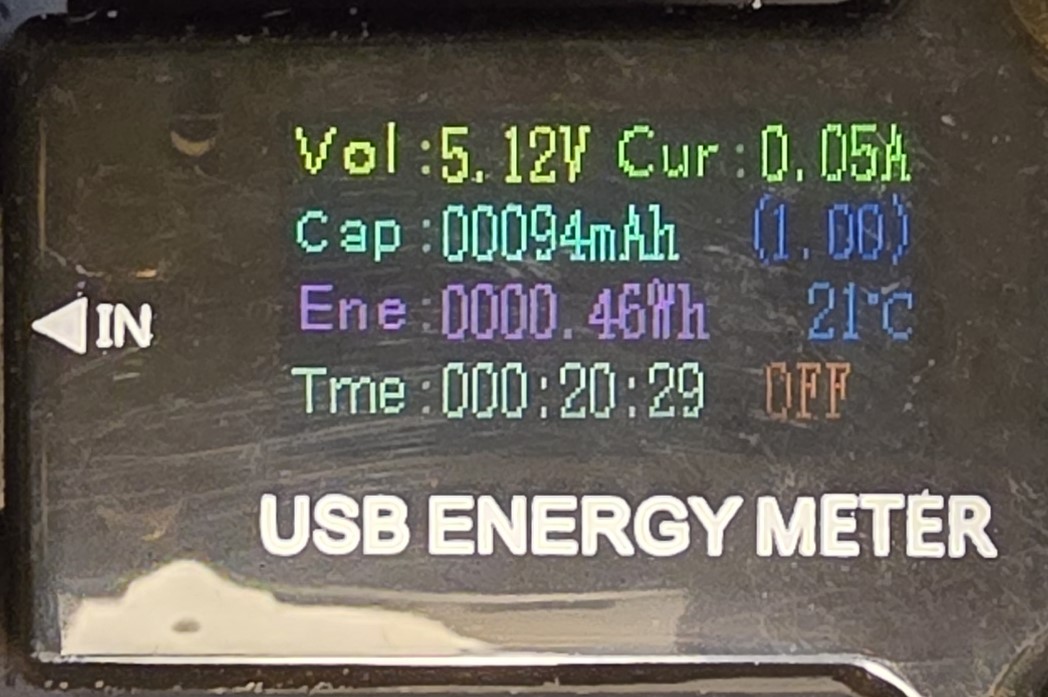 Vol:5.12V Cur:0.05A
Cap:00094mAh (1.00)
Ene:0000.46Wh 21°C
Tme:000:20:29 OFF
◀IN
USB ENERGY METER